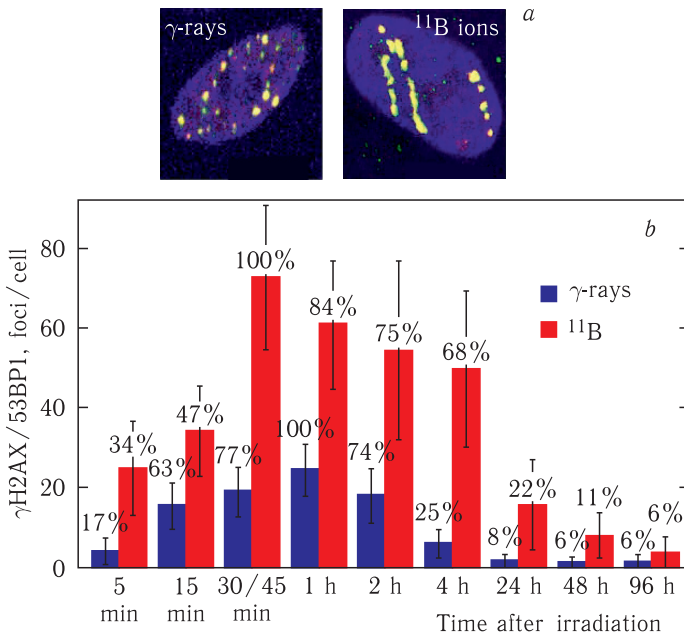 γ-rays
¹¹B ions
a
b
γH2AX/53BP1, foci/cell
80
60
40
20
0
γ-rays
¹¹B
17% 34%
63% 47%
77% 100%
100% 84%
74% 75%
25% 68%
8% 22%
6% 11%
6% 6%
5 min
15 min
30/45 min
1 h
2 h
4 h
24 h
48 h
96 h
Time after irradiation